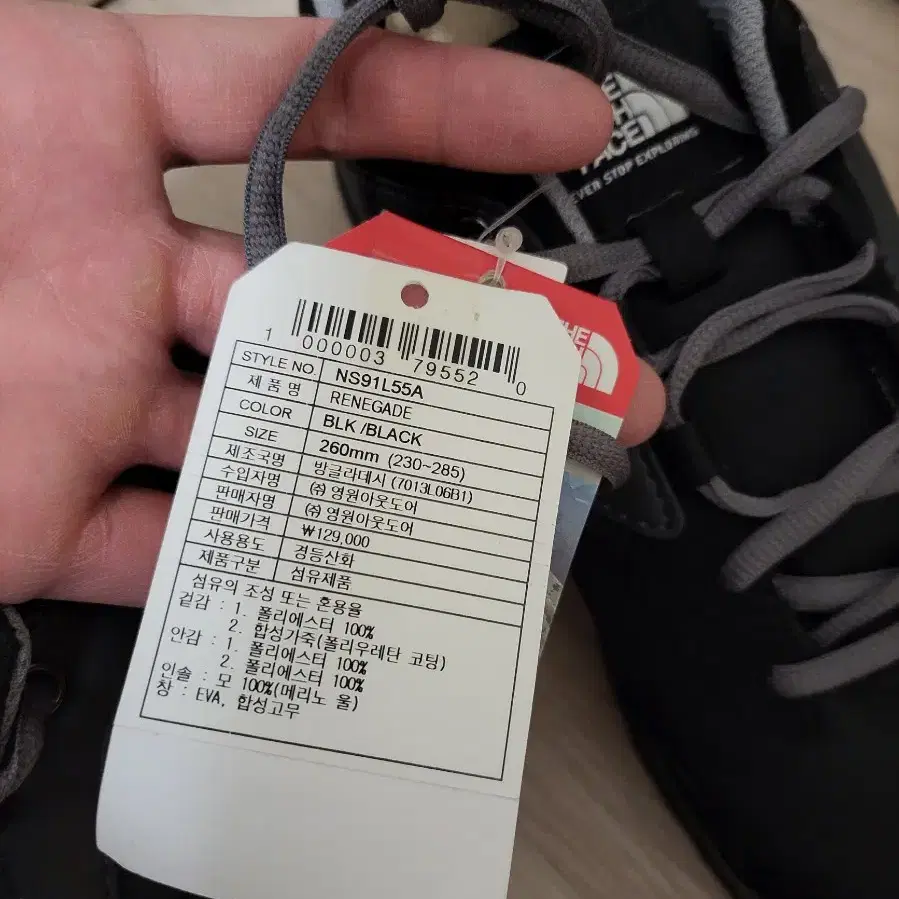 THE
NORTH
FACE
NEVER STOP EXPLORING
THE
1 000003 79552 0
STYLE NO NS91L55A
제품명 RENEGADE
COLOR BLK /BLACK
SIZE 260mm (230~285)
제조국명 방글라데시 (7013L06B1)
수입자명 ㈜영원아웃도어
판매자명 ㈜영원아웃도어
판매가격 ₩129,000
사용용도 경등산화
제품구분 섬유제품
섬유의 조성 또는 혼용율
겉감 : 1. 폴리에스터 100%
2. 합성가죽(폴리우레탄 코팅)
안감 : 1. 폴리에스터 100%
2. 폴리에스터 100%
인솔 : 모 100%(메리노 울)
창 : EVA, 합성고무